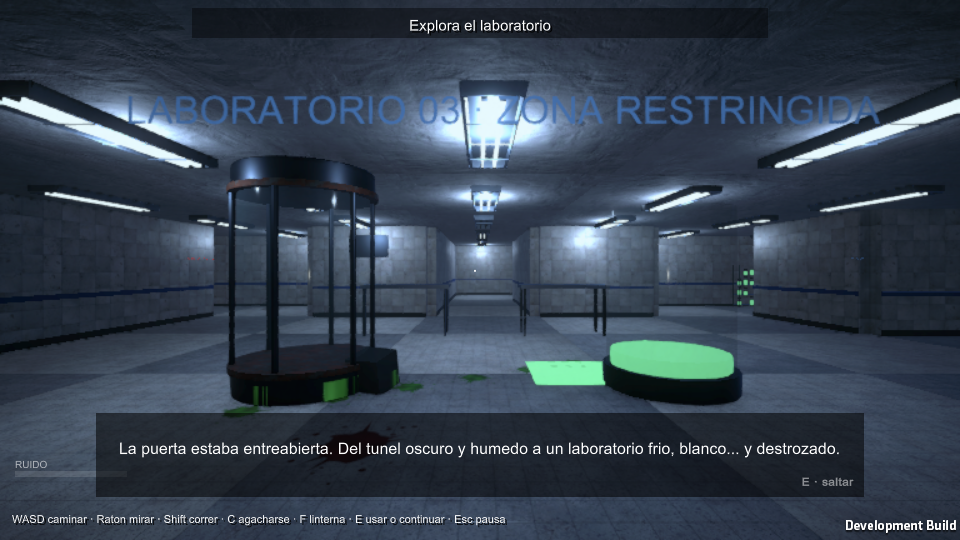 Explora el laboratorio
LABORATORIO 03 ZONA RESTRINGIDA
La puerta estaba entreabierta. Del tunel oscuro y humedo a un laboratorio frio, blanco... y destrozado.
E · saltar
RUIDO
WASD caminar · Raton mirar · Shift correr · C agacharse · F linterna · E usar o continuar · Esc pausa
Development Build